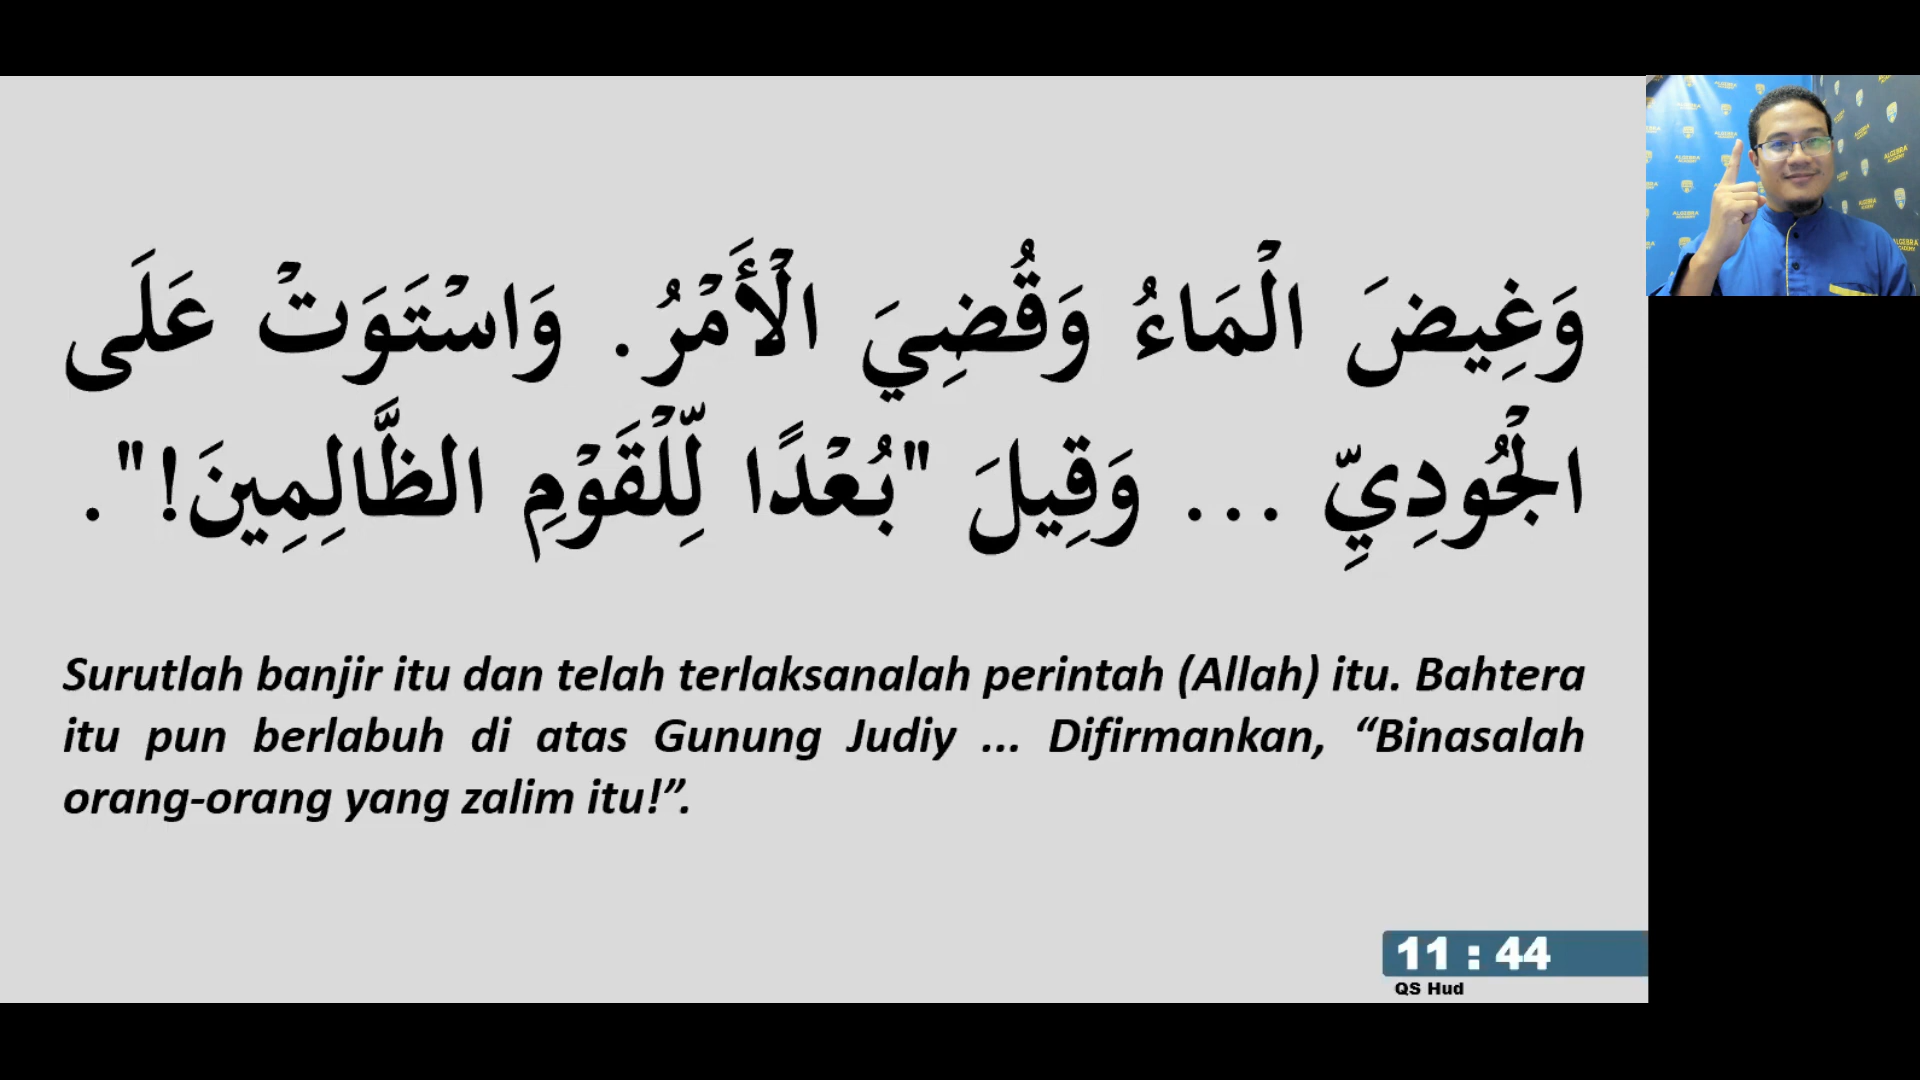 وَغِيضَ الْمَاءُ وَقُضِيَ الْأَمْرُ. وَاسْتَوَتْ عَلَى
الْجُودِيِّ ... وَقِيلَ "بُعْدًا لِّلْقَوْمِ الظَّالِمِينَ!".
Surutlah banjir itu dan telah terlaksanalah perintah (Allah) itu. Bahtera
itu pun berlabuh di atas Gunung Judiy ... Difirmankan, “Binasalah
orang-orang yang zalim itu!”.
11 : 44
QS Hud
ALGEBRA
ACADEMY